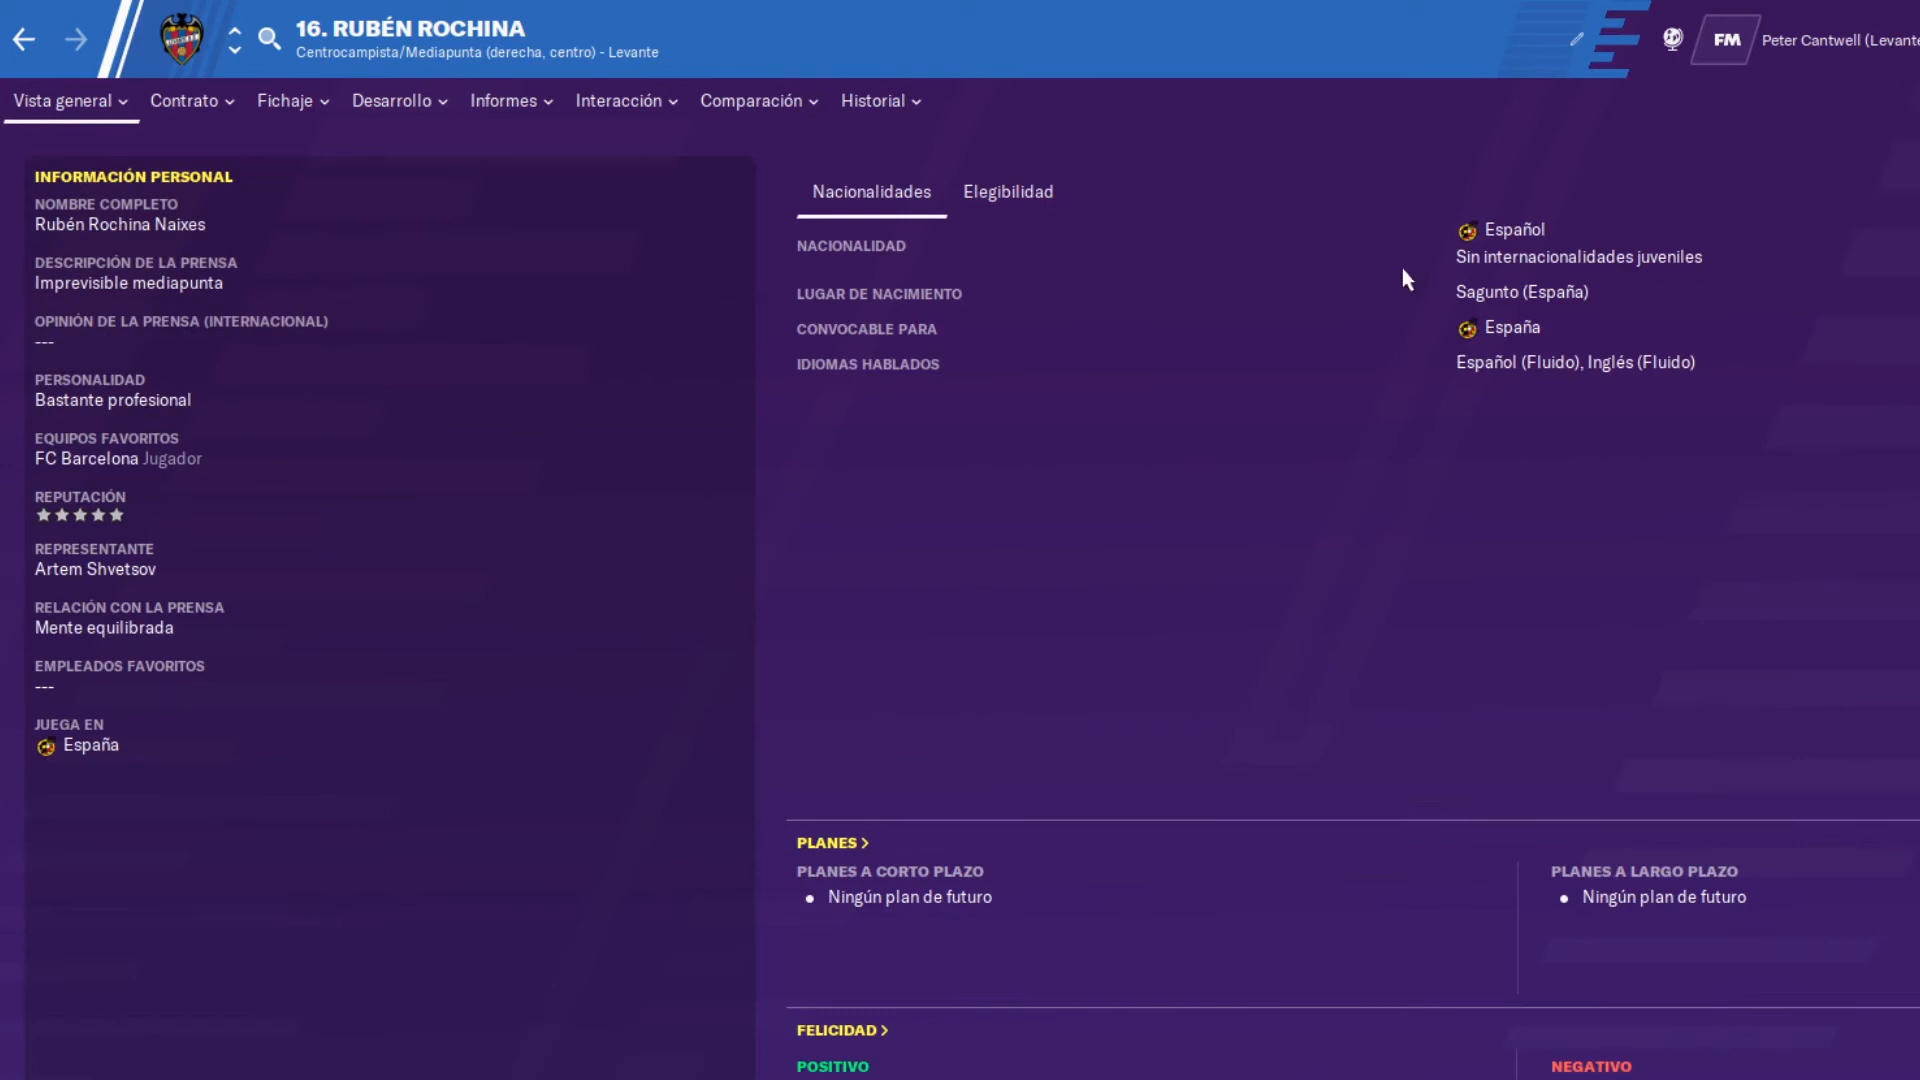 16. RUBÉN ROCHINA
Centrocampista/Mediapunta (derecha, centro) - Levante
FM
Peter Cantwell (Levante
Vista general
Contrato
Fichaje
Desarrollo
Informes
Interacción
Comparación
Historial
INFORMACIÓN PERSONAL
NOMBRE COMPLETO
Rubén Rochina Naixes
DESCRIPCIÓN DE LA PRENSA
Imprevisible mediapunta
OPINIÓN DE LA PRENSA (INTERNACIONAL)
---
PERSONALIDAD
Bastante profesional
EQUIPOS FAVORITOS
FC Barcelona Jugador
REPUTACIÓN
REPRESENTANTE
Artem Shvetsov
RELACIÓN CON LA PRENSA
Mente equilibrada
EMPLEADOS FAVORITOS
---
JUEGA EN
España
Nacionalidades
Elegibilidad
NACIONALIDAD
Español
Sin internacionalidades juveniles
LUGAR DE NACIMIENTO
Sagunto (España)
CONVOCABLE PARA
España
IDIOMAS HABLADOS
Español (Fluido), Inglés (Fluido)
PLANES >
PLANES A CORTO PLAZO
• Ningún plan de futuro
PLANES A LARGO PLAZO
• Ningún plan de futuro
FELICIDAD >
POSITIVO
NEGATIVO